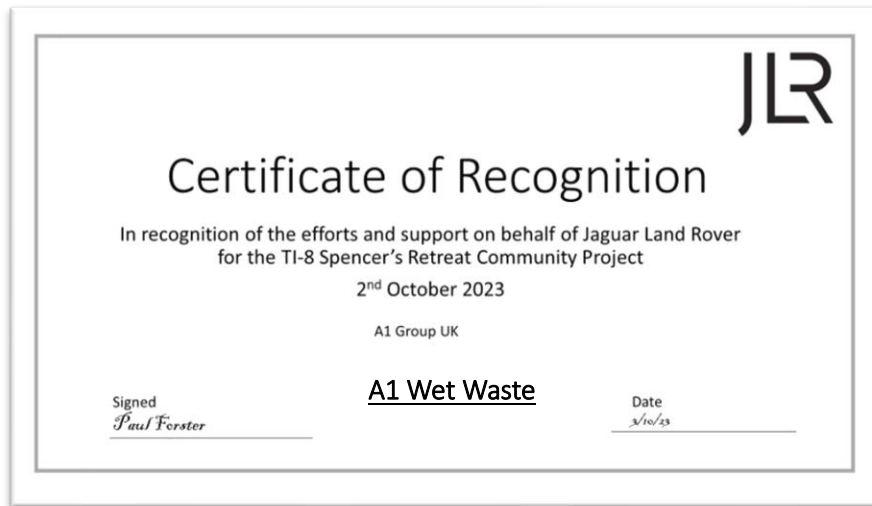 JLR
Certificate of Recognition
In recognition of the efforts and support on behalf of Jaguar Land Rover
for the TI-8 Spencer's Retreat Community Project
2nd October 2023
A1 Group UK
A1 Wet Waste
Signed
Paul Forster
Date
3/10/23